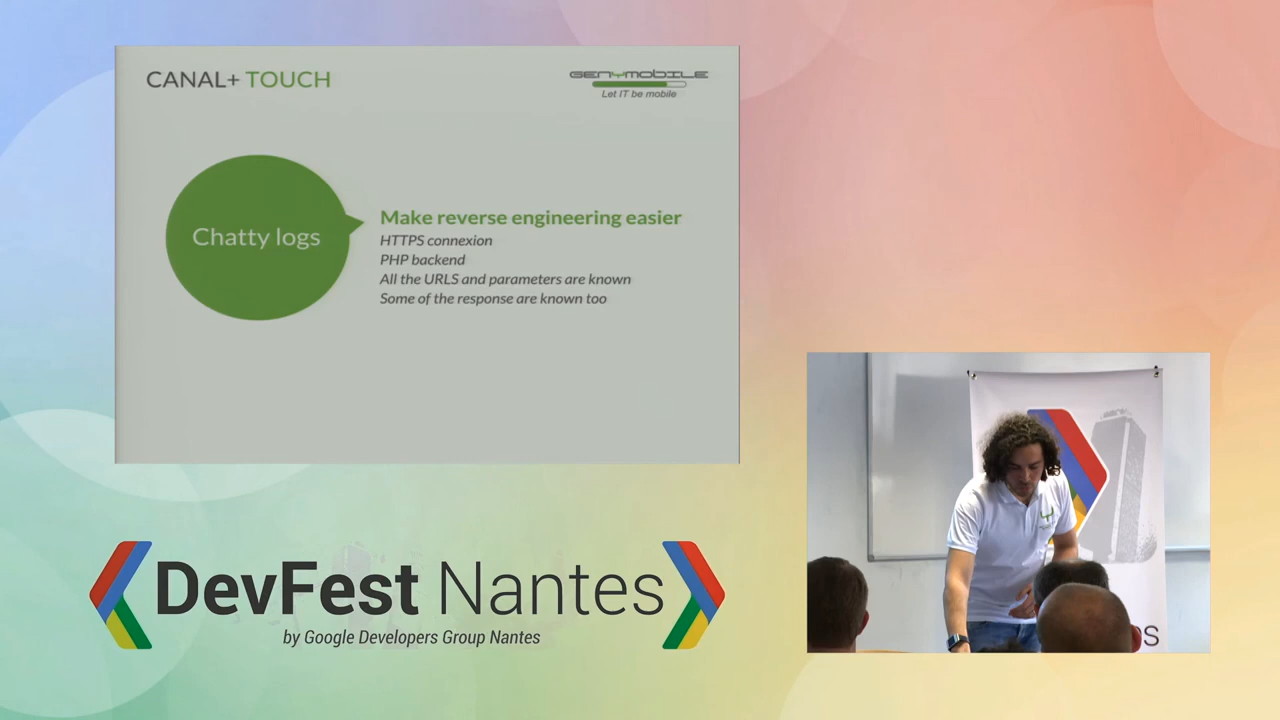 CANAL+ TOUCH
GENYMOBILE
Let IT be mobile
Chatty logs
Make reverse engineering easier
HTTPS connexion
PHP backend
All the URLS and parameters are known
Some of the response are known too
DevFest Nantes
by Google Developers Group Nantes